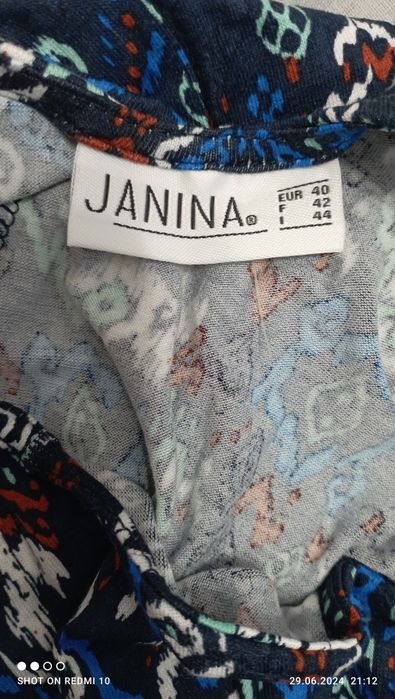 JANINA®
EUR 40
F 42
I 44
SHOT ON REDMI 10
29.06.2024 21:12